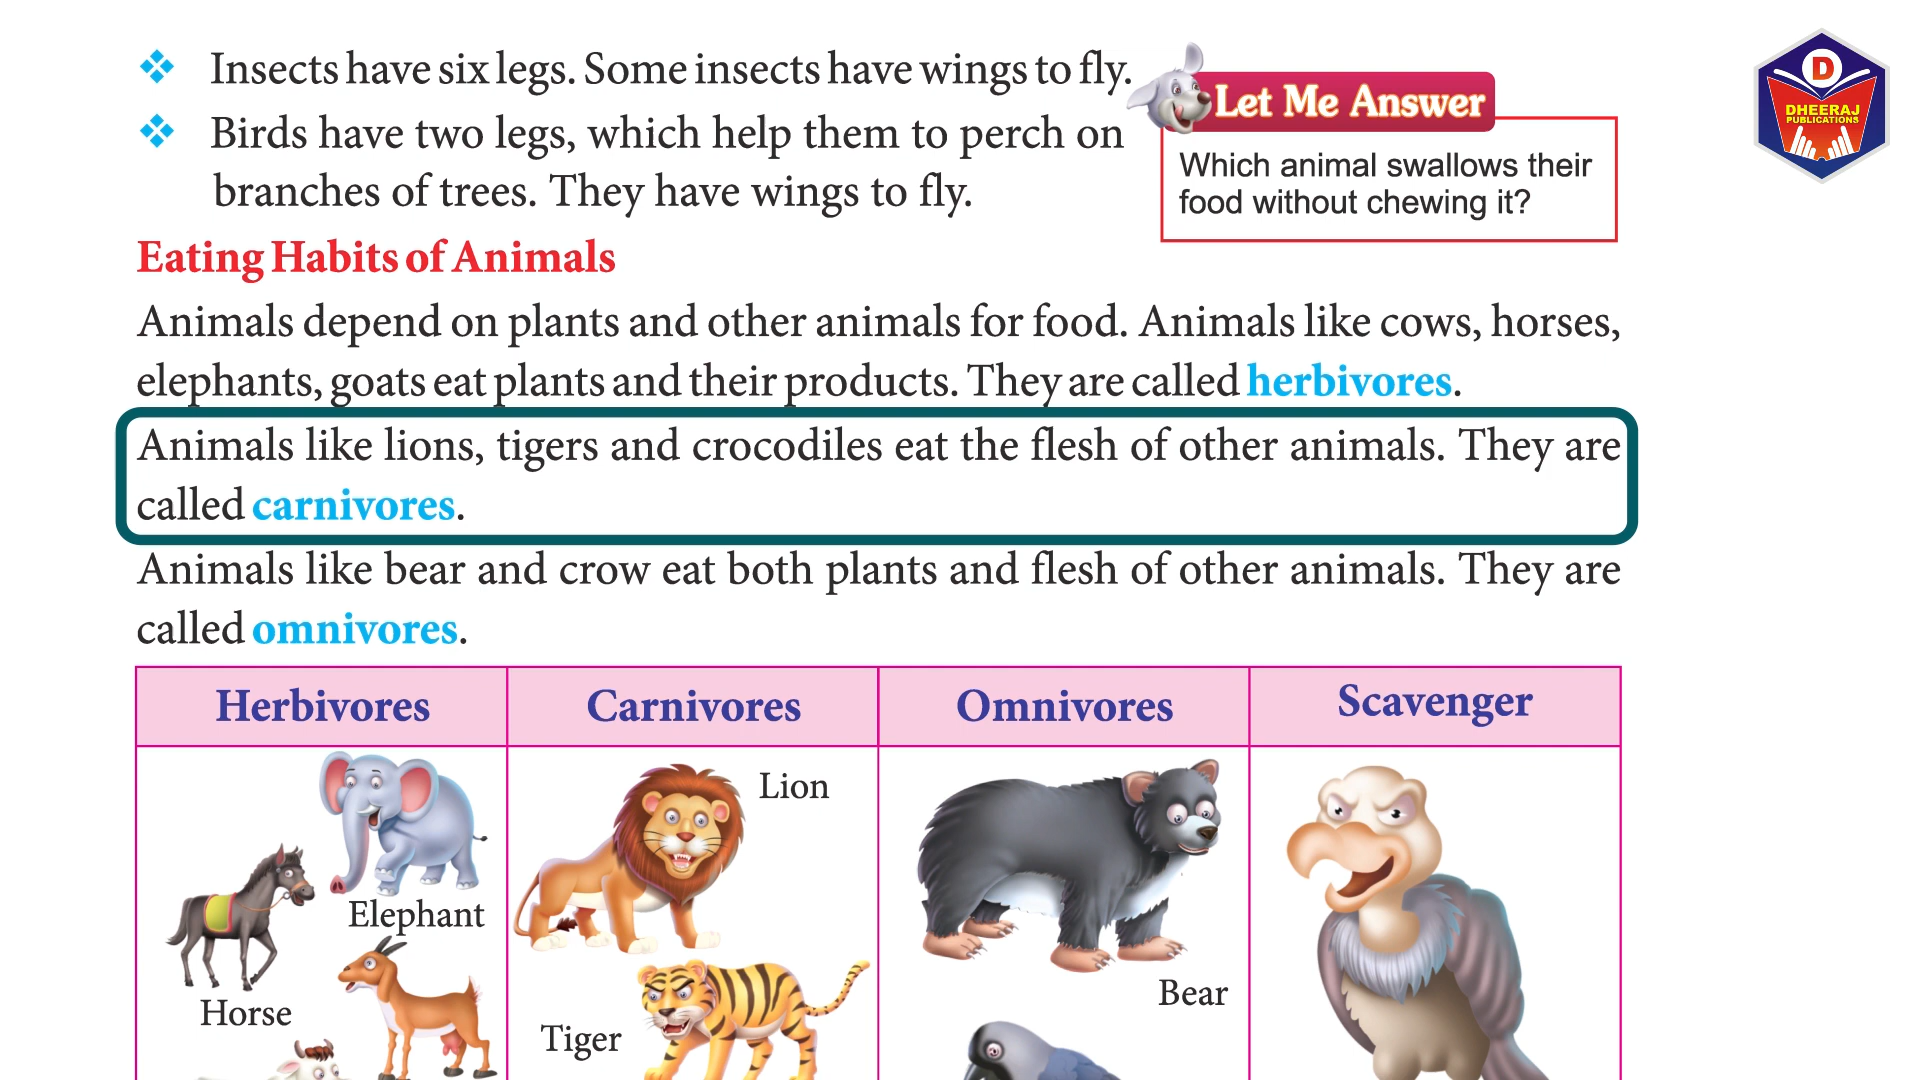 Insects have six legs. Some insects have wings to fly.
Birds have two legs, which help them to perch on
branches of trees. They have wings to fly.
Let Me Answer
Which animal swallows their
food without chewing it?
D
DHEERAJ
PUBLICATIONS
Eating Habits of Animals
Animals depend on plants and other animals for food. Animals like cows, horses,
elephants, goats eat plants and their products. They are called herbivores.
Animals like lions, tigers and crocodiles eat the flesh of other animals. They are
called carnivores.
Animals like bear and crow eat both plants and flesh of other animals. They are
called omnivores.
Herbivores Carnivores Omnivores Scavenger
Elephant
Horse
Lion
Tiger
Bear